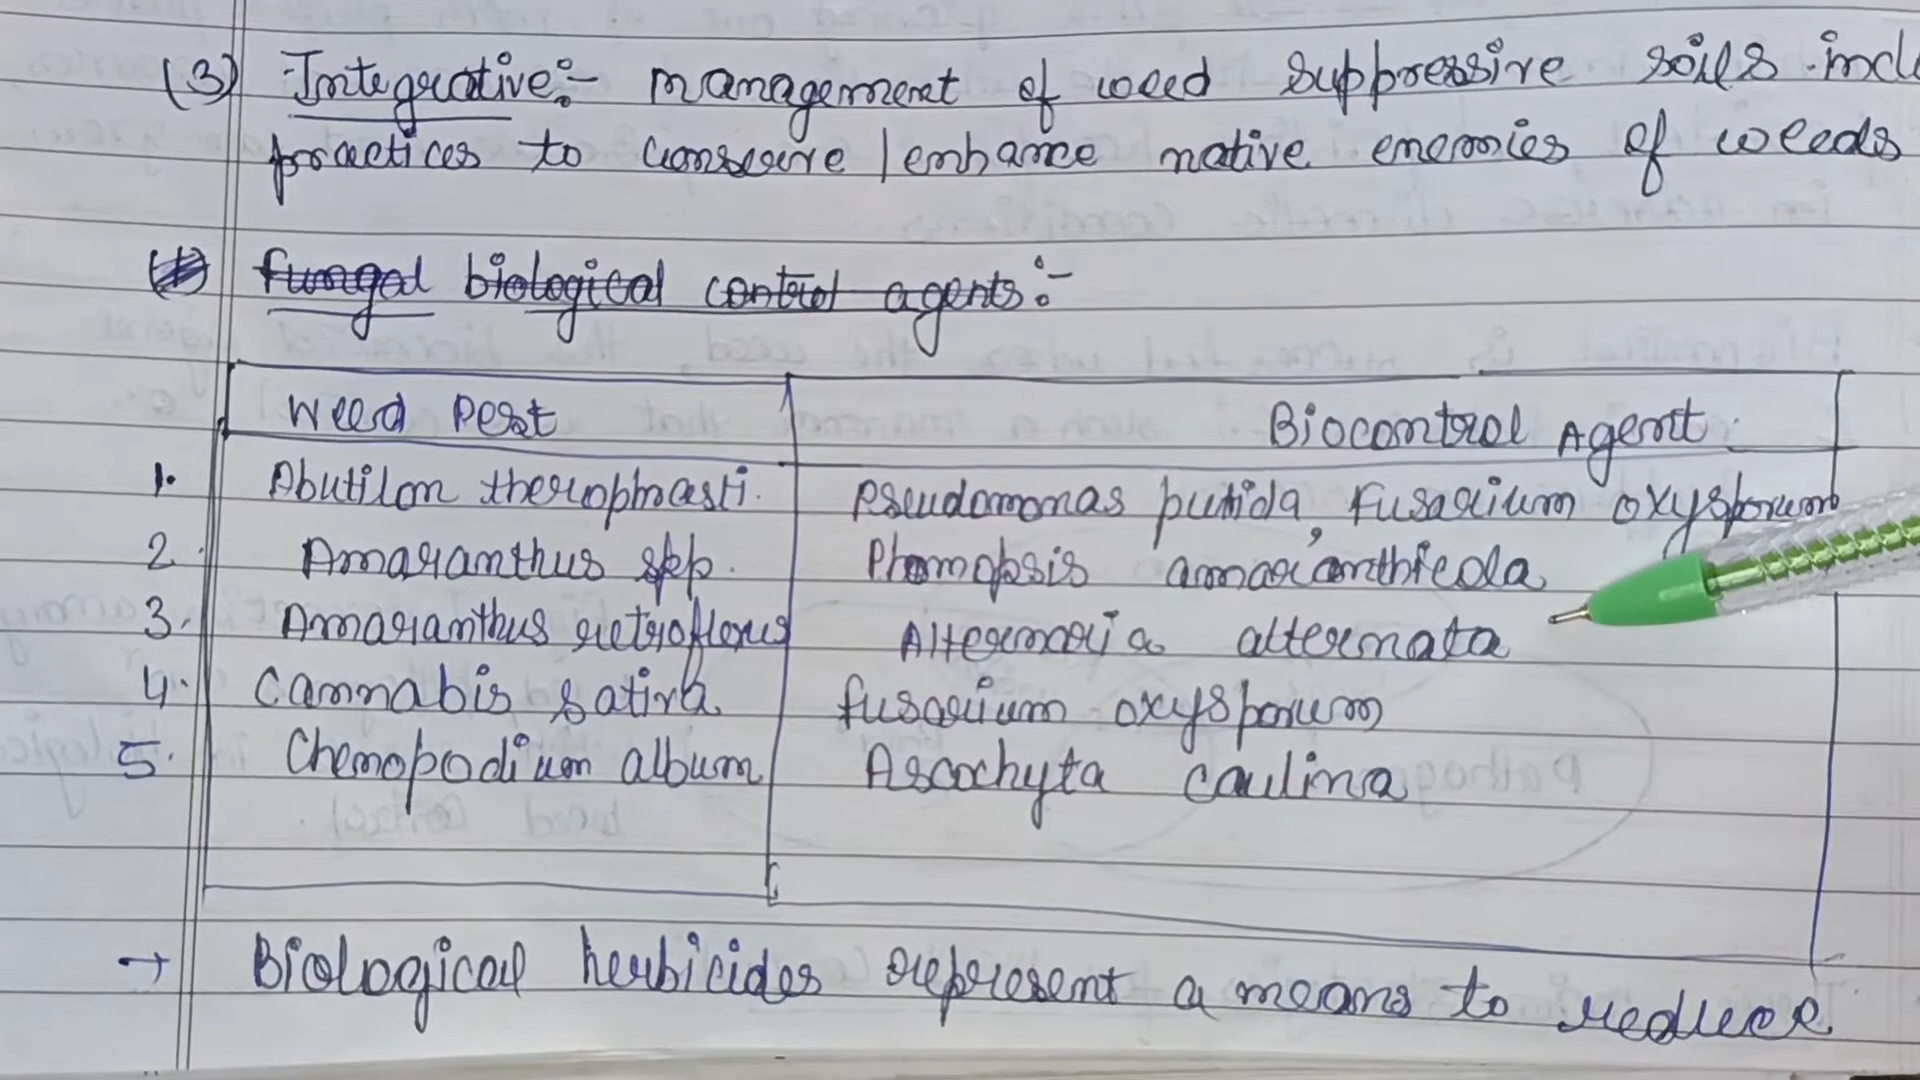 (3) Integrative:- management of weed suppressive soils incl
practices to conserve/enhance native enemies of weeds
fungal biological control agents:-
Weed Pest Biocontrol Agent
1. Abutilon theriophrasti. Pseudomonas putida, Fusarium oxysporum
2. Amaranthus spp. Phomopsis amaranthicola
3. Amaranthus retroflexus Alternaria alternata
4. Cannabis sativa fusarium oxysporum
5. Chenopodium album Ascochyta caulina
→ Biological herbicides represent a means to reduce